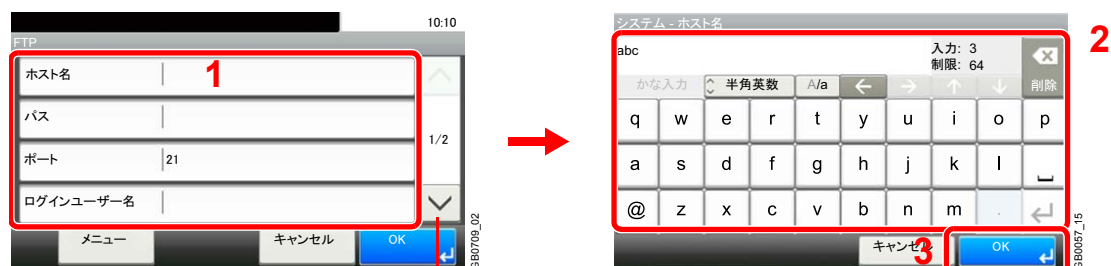 10:10
FTP
ホスト名
1
パス
ポート 21
ログインユーザー名
1/2
メニュー キャンセル OK
GB0709_02
システム - ホスト名
2
abc 入力: 3
制限: 64
かな入力 半角英数 A/a ← → ↑ ↓ 削除
q w e r t y u i o p
a s d f g h j k l
@ z x c v b n m .
キャンセル 3 OK
GB0057_15